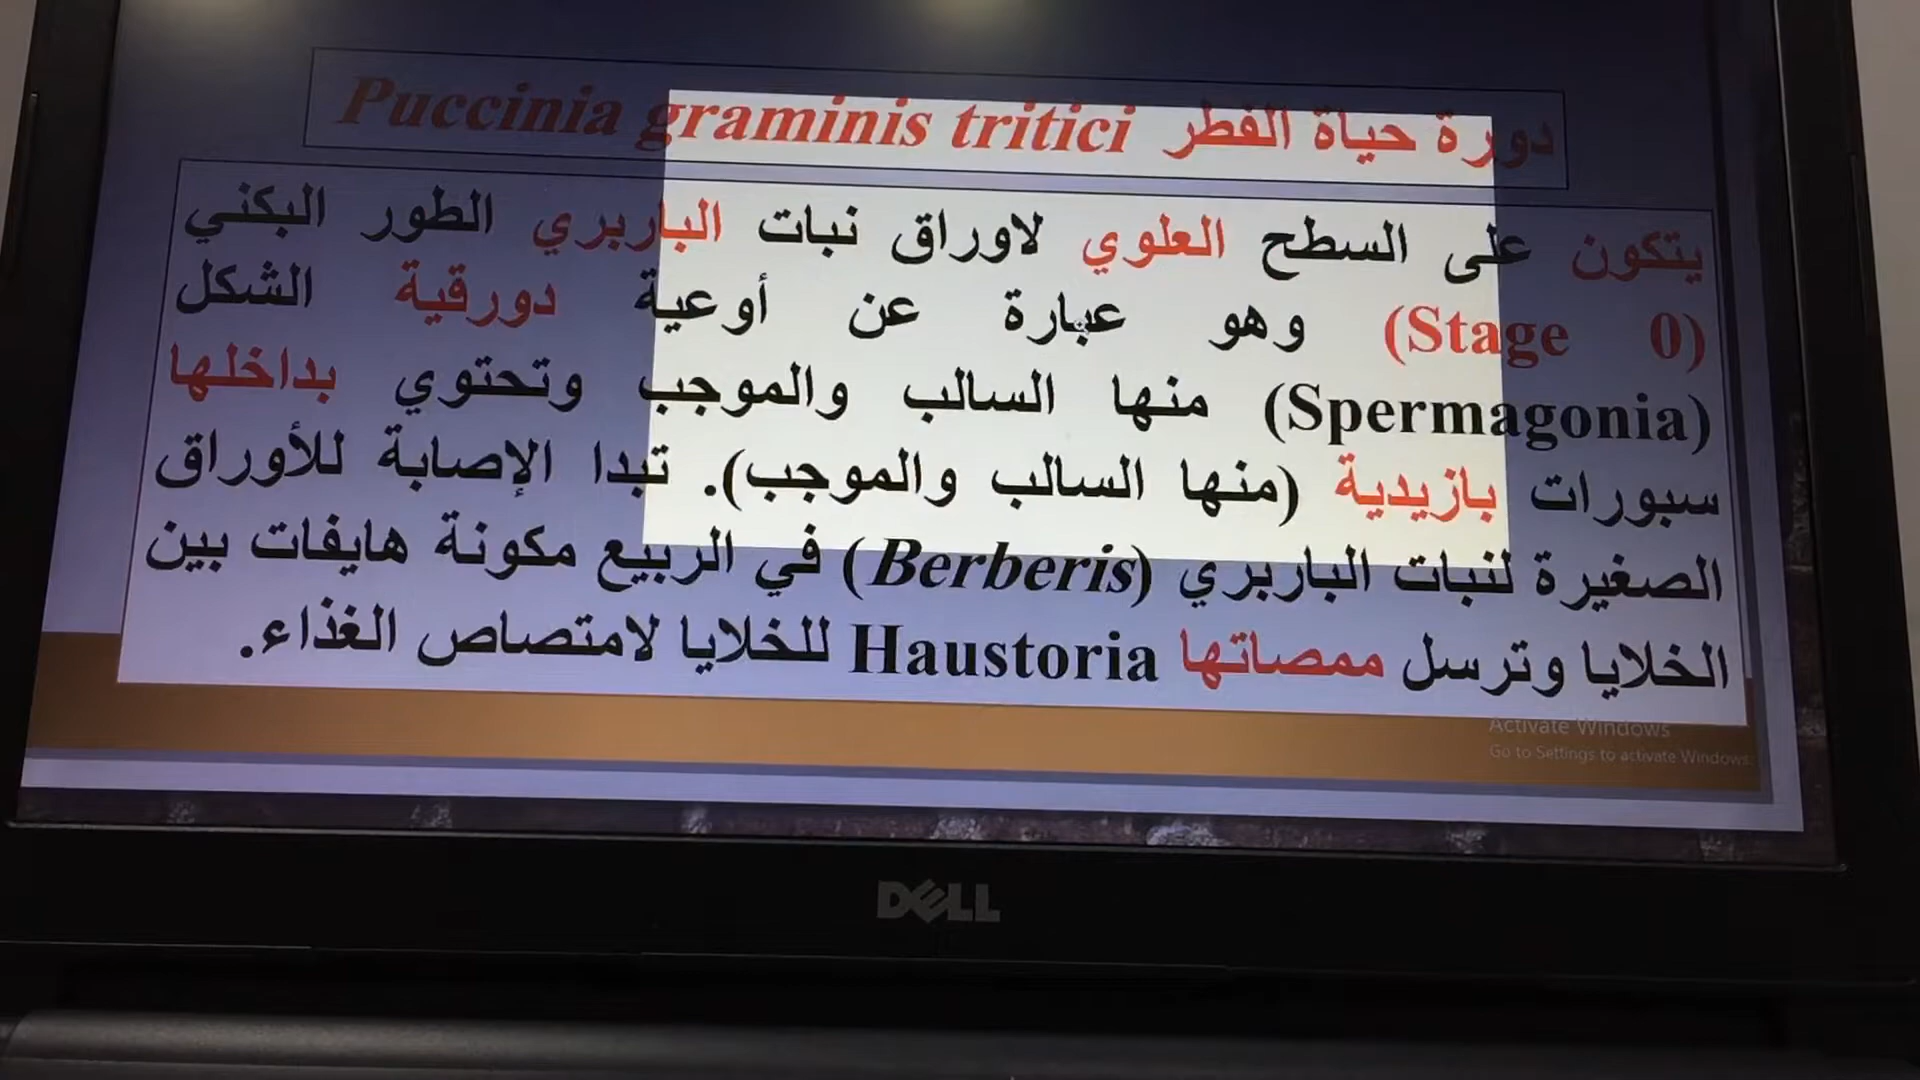 دورة حياة الفطر Puccinia graminis tritici
يتكون على السطح العلوي لاوراق نبات الباربري الطور البكني
(Stage 0) وهو عبارة عن أوعية دورقية الشكل
(Spermagonia) منها السالب والموجب وتحتوي بداخلها
سبورات بازيدية (منها السالب والموجب). تبدا الإصابة للأوراق
الصغيرة لنبات الباربري (Berberis) في الربيع مكونة هايفات بين
الخلايا وترسل ممصاتها Haustoria للخلايا لامتصاص الغذاء.
Activate Windows
Go to Settings to activate Windows.
DELL